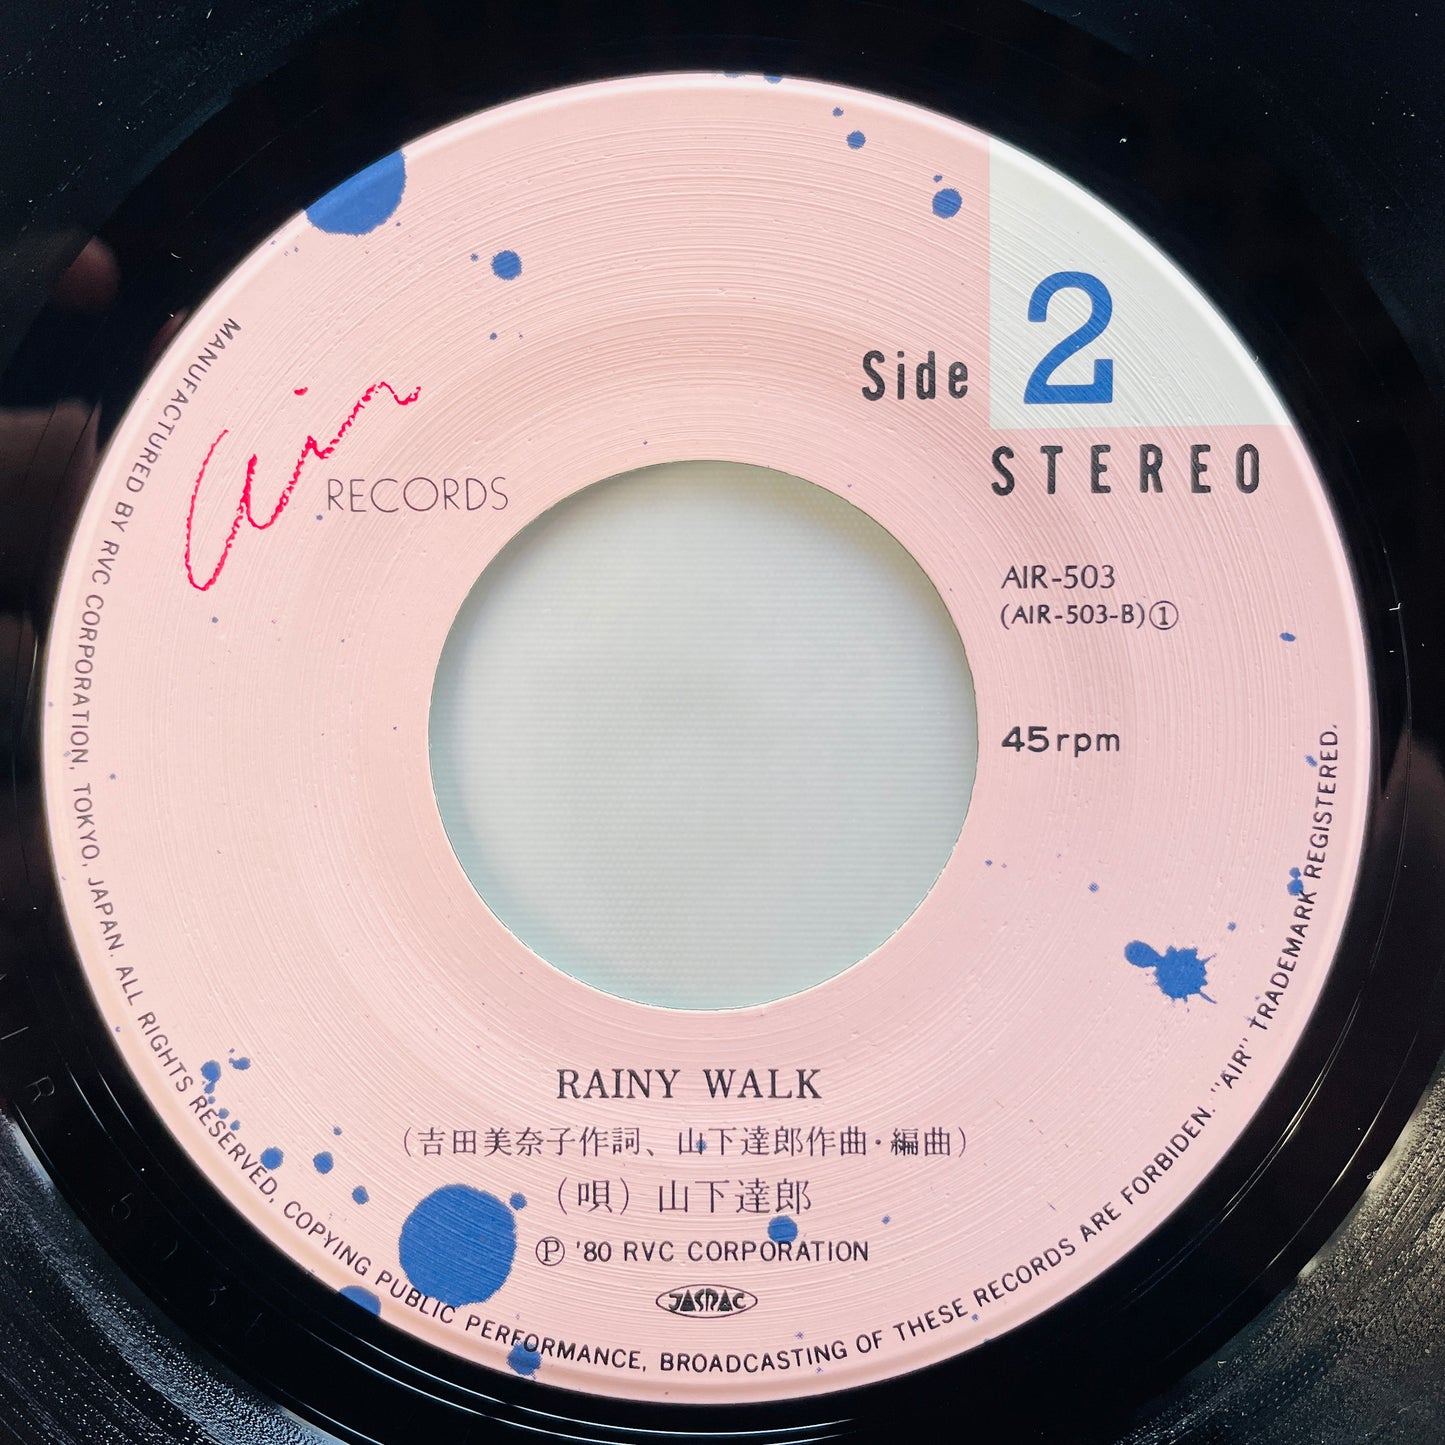 Air
RECORDS
Side 2
STEREO
AIR-503
(AIR-503-B)①
45rpm
RAINY WALK
(吉田美奈子作詞、山下達郎作曲・編曲)
(唄) 山下達郎
Ⓟ '80 RVC CORPORATION
JASRAC
MANUFACTURED BY RVC CORPORATION, TOKYO, JAPAN. ALL RIGHTS RESERVED, COPYING PUBLIC PERFORMANCE, BROADCASTING OF THESE RECORDS ARE FORBIDDEN. "AIR" TRADEMARK REGISTERED.